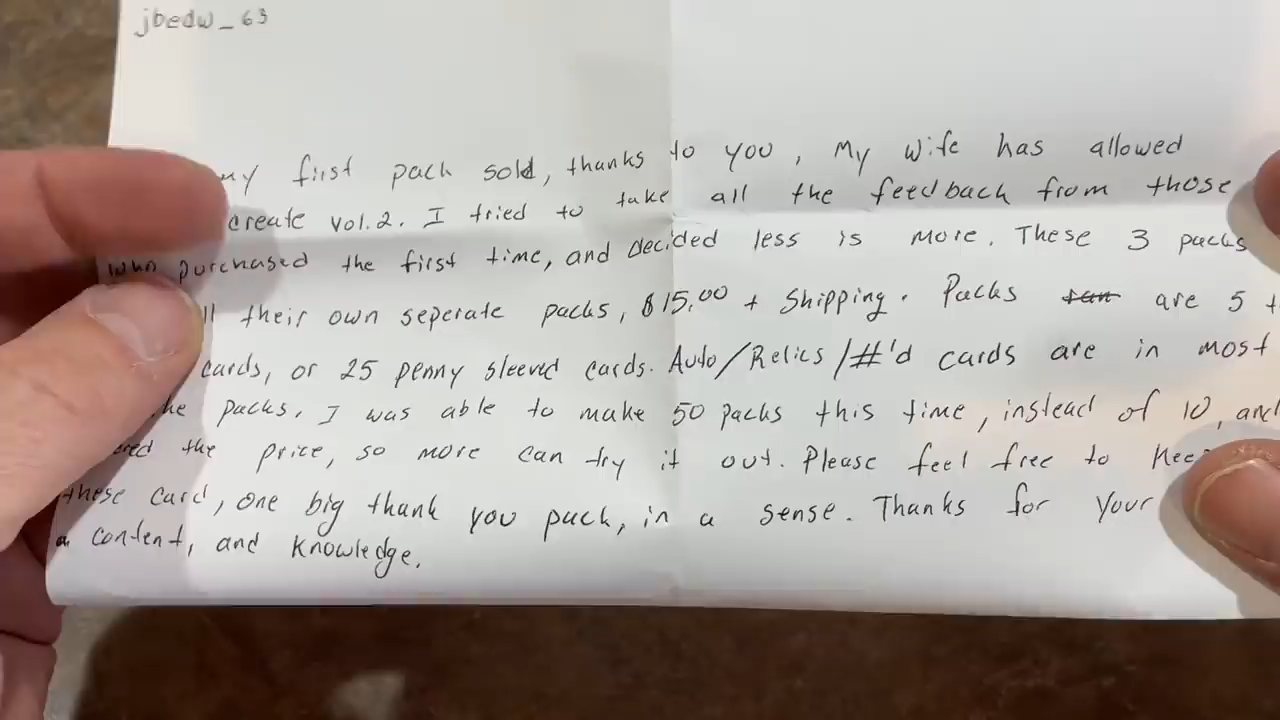 jbedw_63
my first pack sold, thanks to you, My wife has allowed
create vol.2. I tried to take all the feedback from those
who purchased the first time, and decided less is more. These 3 packs
their own seperate packs, $15.00 + Shipping. Packs are 5 +
cards, or 25 penny sleeved cards. Auto/Relics/#'d cards are in most
packs. I was able to make 50 packs this time, instead of 10, and
the price, so more can try it out. Please feel free to
these card, one big thank you pack, in a sense. Thanks for your
content, and knowledge.